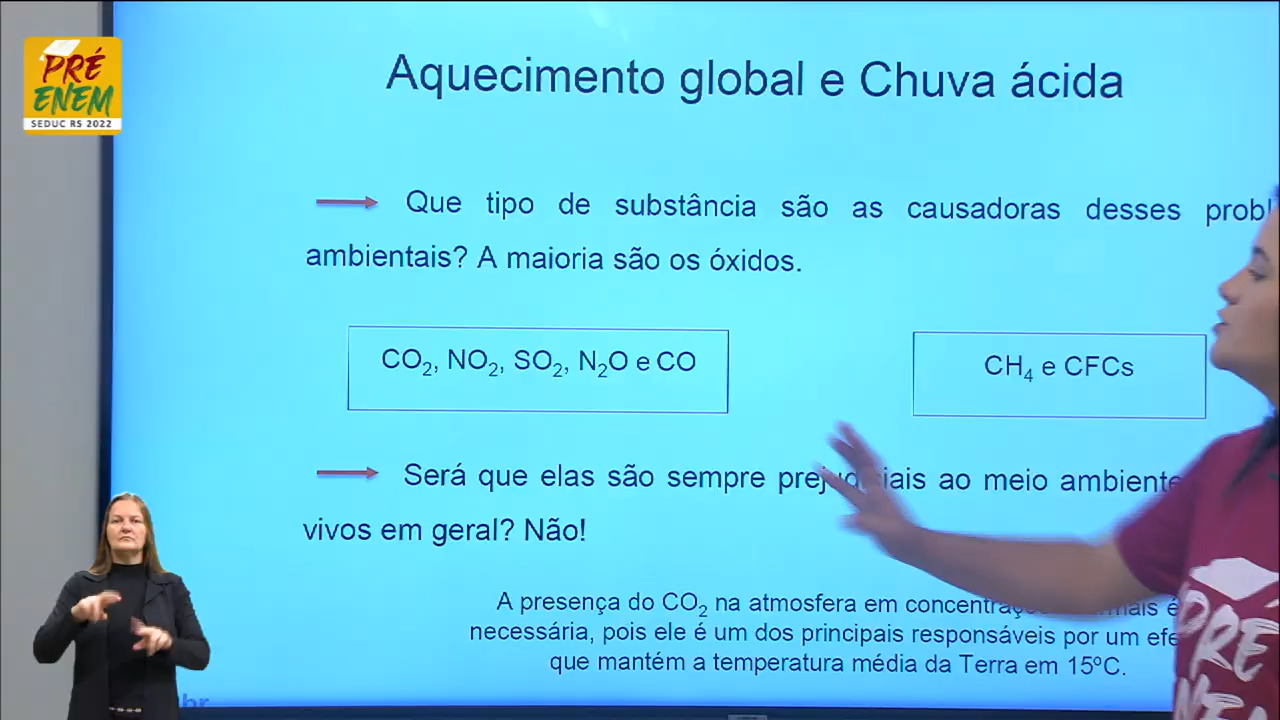 PRÉ
ENEM
SEDUC RS 2022
Aquecimento global e Chuva ácida
Que tipo de substância são as causadoras desses
ambientais? A maioria são os óxidos.
CO₂, NO₂, SO₂, N₂O e CO
CH₄ e CFCs
Será que elas são sempre prejudiciais ao meio ambiente
vivos em geral? Não!
A presença do CO₂ na atmosfera em
necessária, pois ele é um dos principais responsáveis por um
que mantém a temperatura média da Terra em 15ºC.
PRÉ